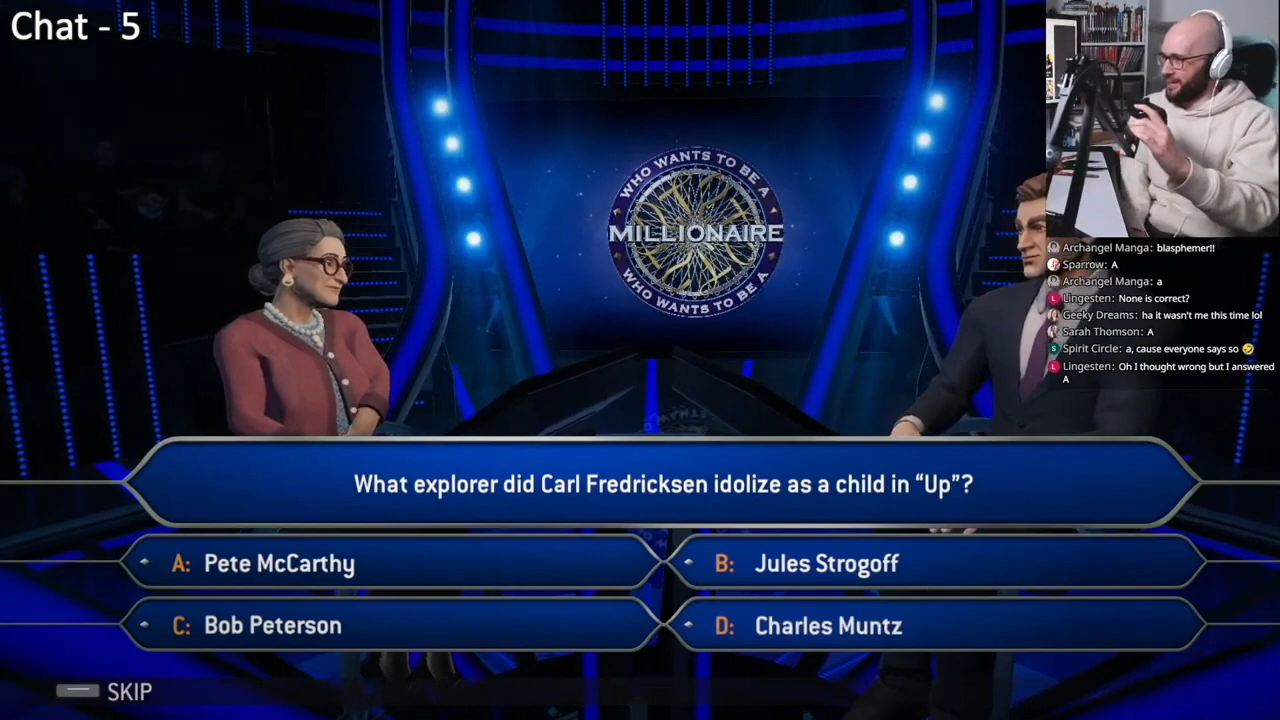 Chat - 5
WHO WANTS TO BE A
MILLIONAIRE
WHO WANTS TO BE A
Archangel Manga: blasphemer!!
Sparrow: A
Archangel Manga: a
L Lingesten: None is correct?
Geeky Dreams: ha it wasn't me this time lol
Sarah Thomson: A
S Spirit Circle: a, cause everyone says so 🤣
L Lingesten: Oh I thought wrong but I answered
A
What explorer did Carl Fredricksen idolize as a child in “Up”?
A: Pete McCarthy
B: Jules Strogoff
C: Bob Peterson
D: Charles Muntz
SKIP